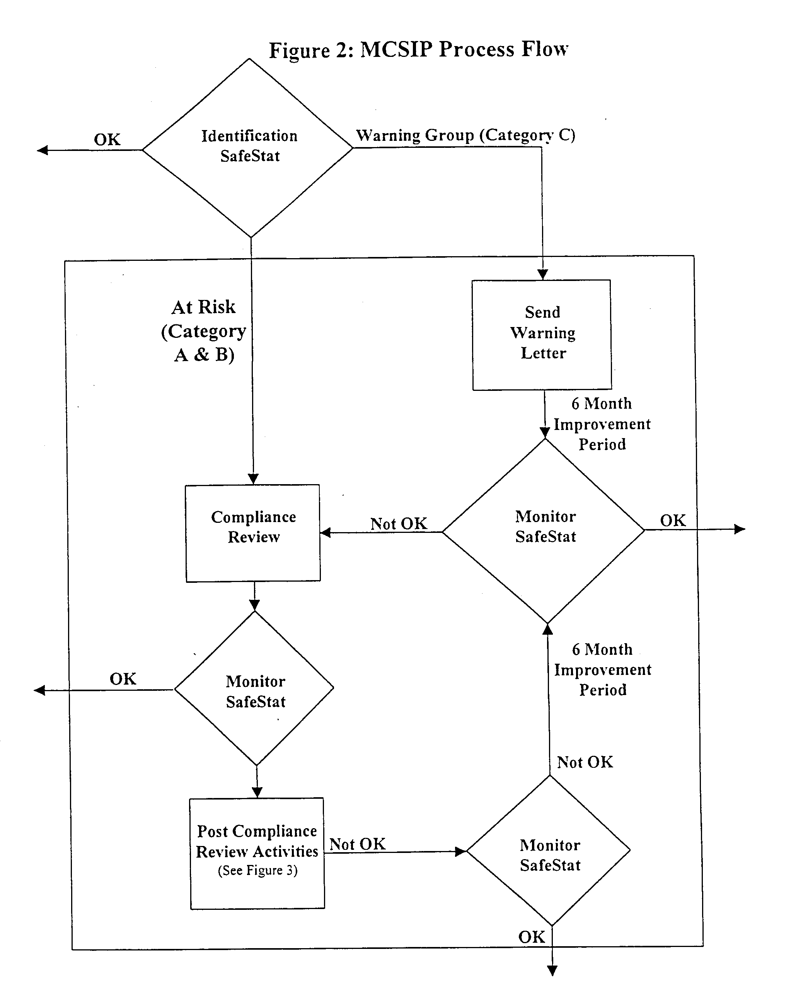 Figure 2: MCSIP Process Flow
OK
Identification
SafeStat
Warning Group (Category C)
At Risk
(Category
A & B)
Send
Warning
Letter
6 Month
Improvement
Period
Compliance
Review
Not OK
Monitor
SafeStat
OK
OK
Monitor
SafeStat
6 Month
Improvement
Period
Not OK
Post Compliance
Review Activities
(See Figure 3)
Not OK
Monitor
SafeStat
OK